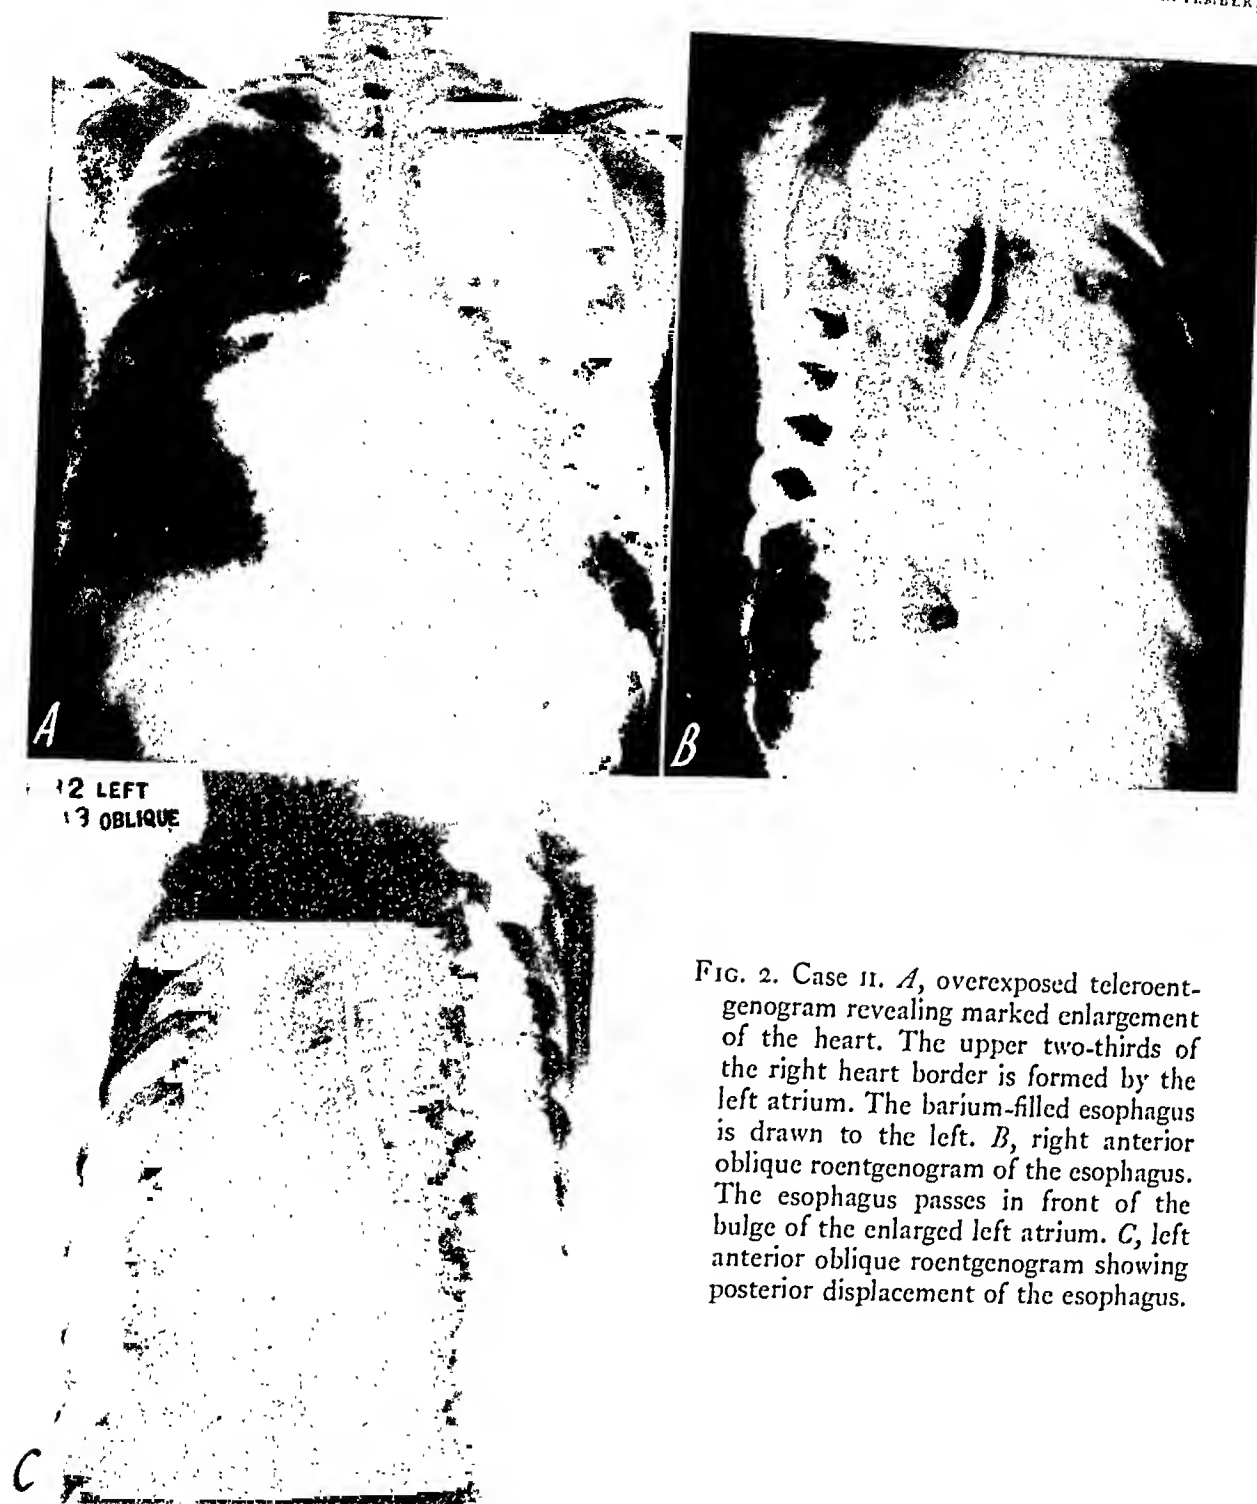 A
B
2 LEFT
3 OBLIQUE
C
FIG. 2. Case II. A, overexposed teleroent-
genogram revealing marked enlargement
of the heart. The upper two-thirds of
the right heart border is formed by the
left atrium. The barium-filled esophagus
is drawn to the left. B, right anterior
oblique roentgenogram of the esophagus.
The esophagus passes in front of the
bulge of the enlarged left atrium. C, left
anterior oblique roentgenogram showing
posterior displacement of the esophagus.